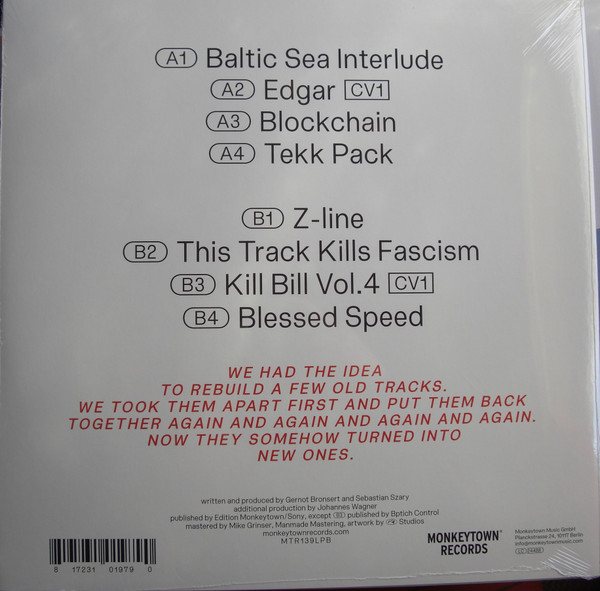 A1 Baltic Sea Interlude
A2 Edgar CV1
A3 Blockchain
A4 Tekk Pack
B1 Z-line
B2 This Track Kills Fascism
B3 Kill Bill Vol.4 CV1
B4 Blessed Speed
WE HAD THE IDEA
TO REBUILD A FEW OLD TRACKS.
WE TOOK THEM APART FIRST AND PUT THEM BACK
TOGETHER AGAIN AND AGAIN AND AGAIN AND AGAIN.
NOW THEY SOMEHOW TURNED INTO
NEW ONES.
written and produced by Gernot Bronsert and Sebastian Szary
additional production by Johannes Wagner
published by Edition Monkeytown/Sony, except published by Bptich Control
mastered by Mike Grinser, Manmade Mastering, artwork by Studios
monkeytownrecords.com
MTR139LPB
8 17231 01979 0
MONKEYTOWN®
RECORDS
Monkeytown Music GmbH
Planckstrasse 24, 10117 Berlin
info@monkeytownmusic.com